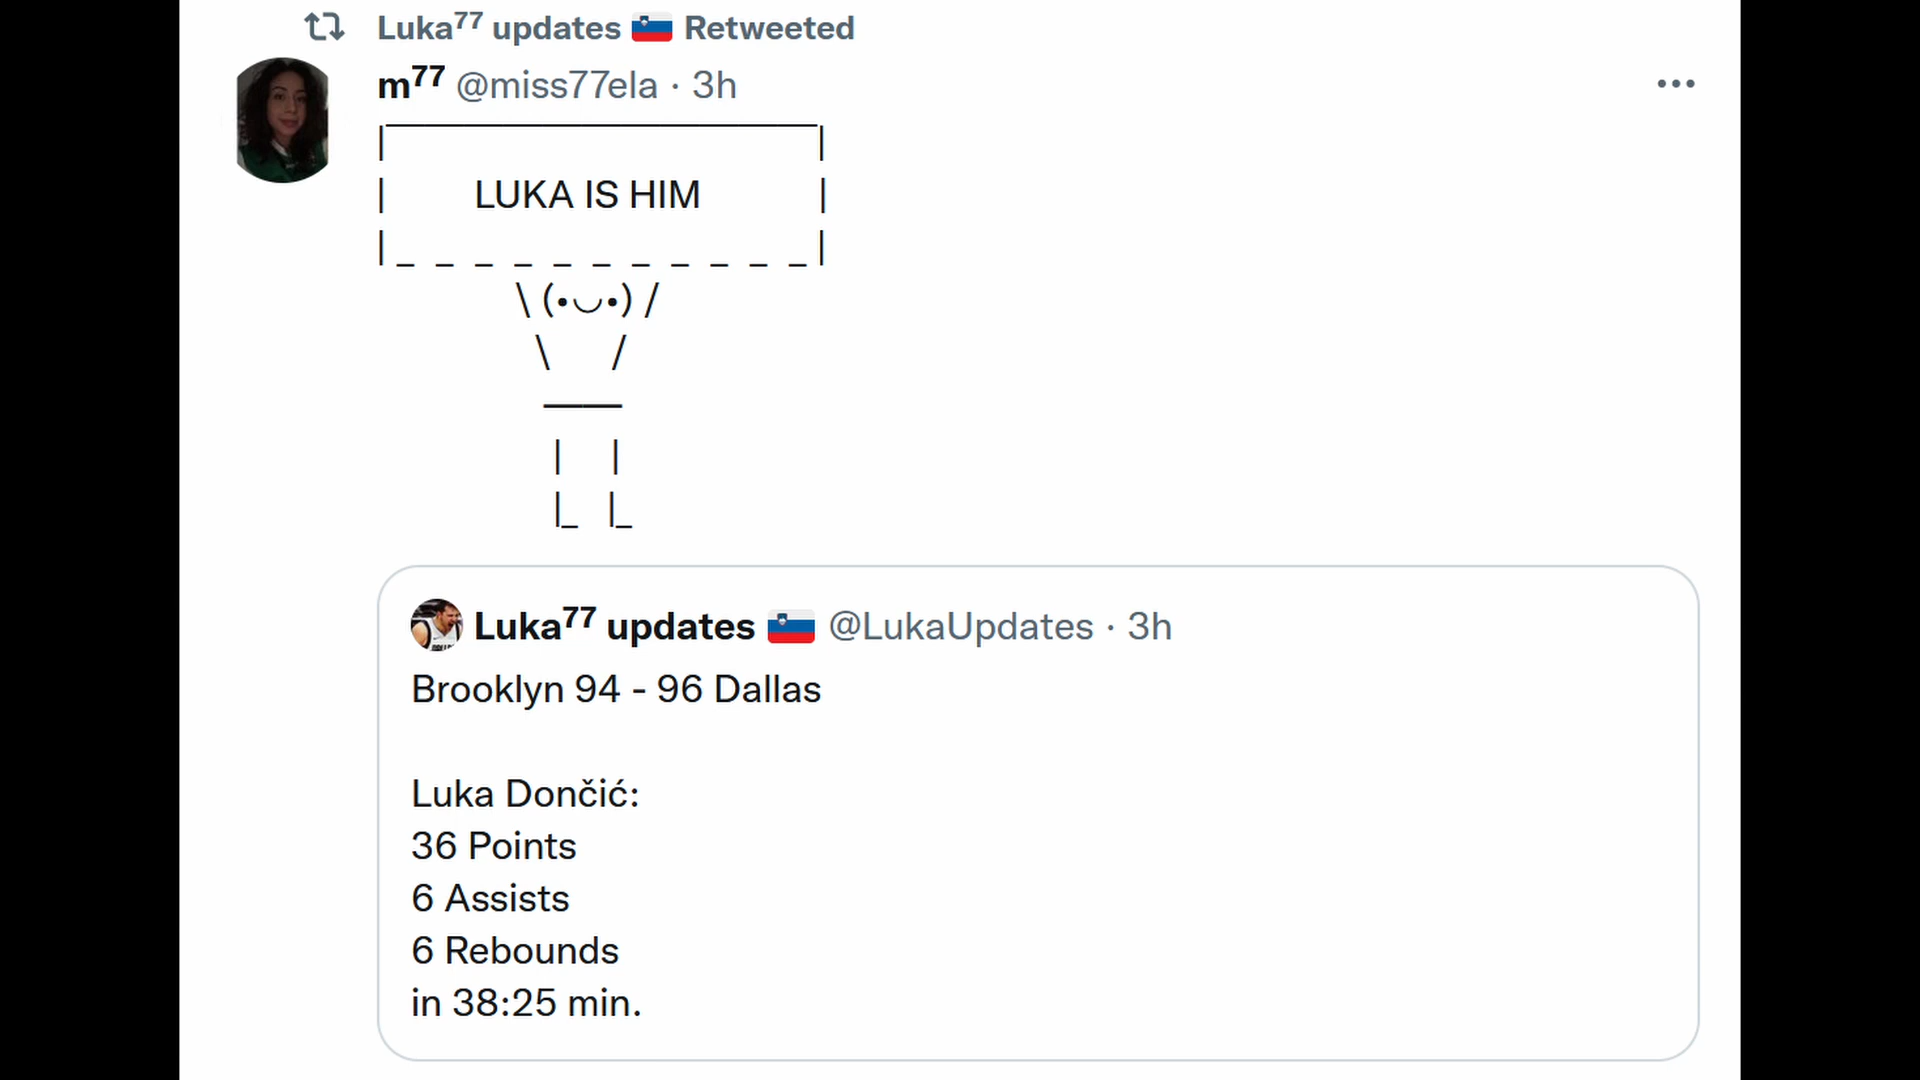 Luka⁷⁷ updates 🇸🇮 Retweeted
m⁷⁷ @miss77ela · 3h
|‾‾‾‾‾‾‾‾‾‾‾‾‾‾‾‾‾‾‾‾‾‾|
| LUKA IS HIM |
|_ _ _ _ _ _ _ _ _ _ _|
\ (•◡•) /
\ /
——
| |
|_ |_
Luka⁷⁷ updates 🇸🇮 @LukaUpdates · 3h
Brooklyn 94 - 96 Dallas
Luka Dončić:
36 Points
6 Assists
6 Rebounds
in 38:25 min.